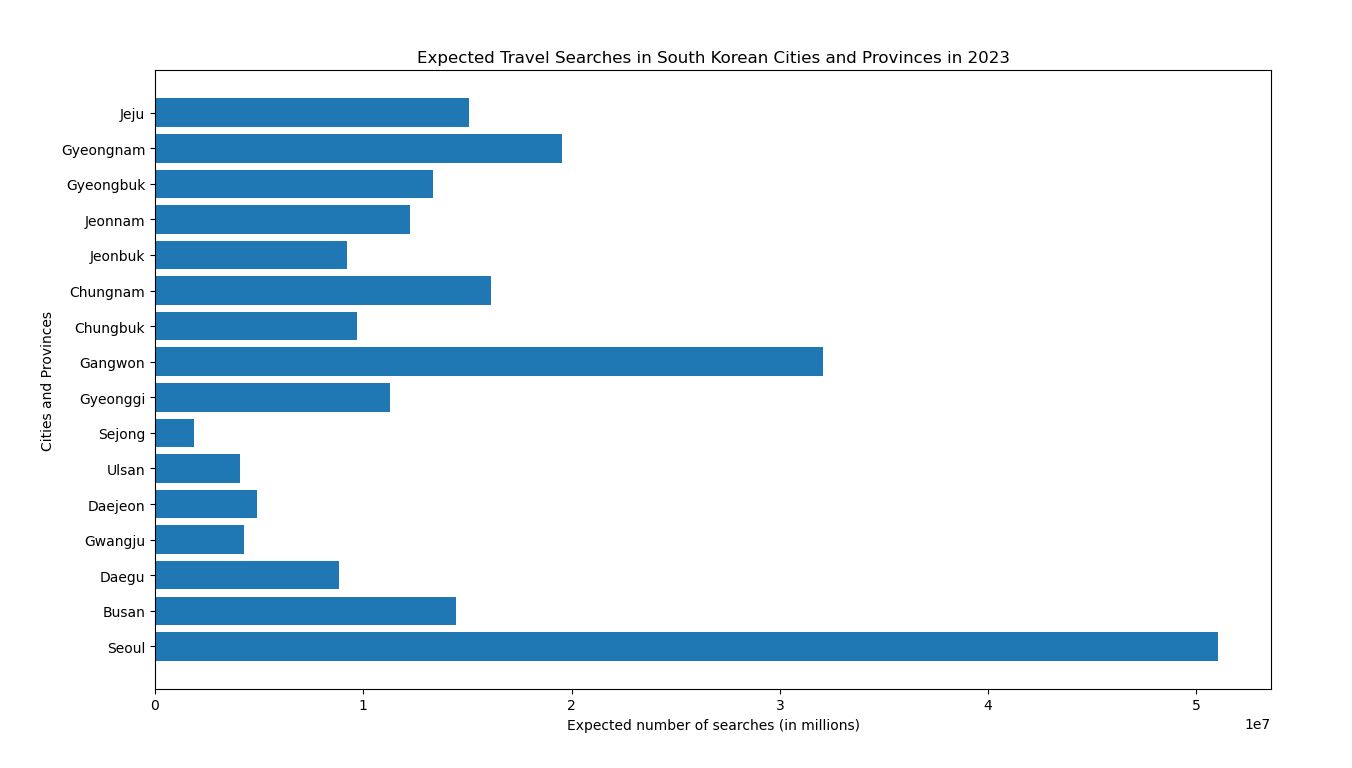 Expected Travel Searches in South Korean Cities and Provinces in 2023
Cities and Provinces
Jeju
Gyeongnam
Gyeongbuk
Jeonnam
Jeonbuk
Chungnam
Chungbuk
Gangwon
Gyeonggi
Sejong
Ulsan
Daejeon
Gwangju
Daegu
Busan
Seoul
0 1 2 3 4 5
Expected number of searches (in millions)
1e7